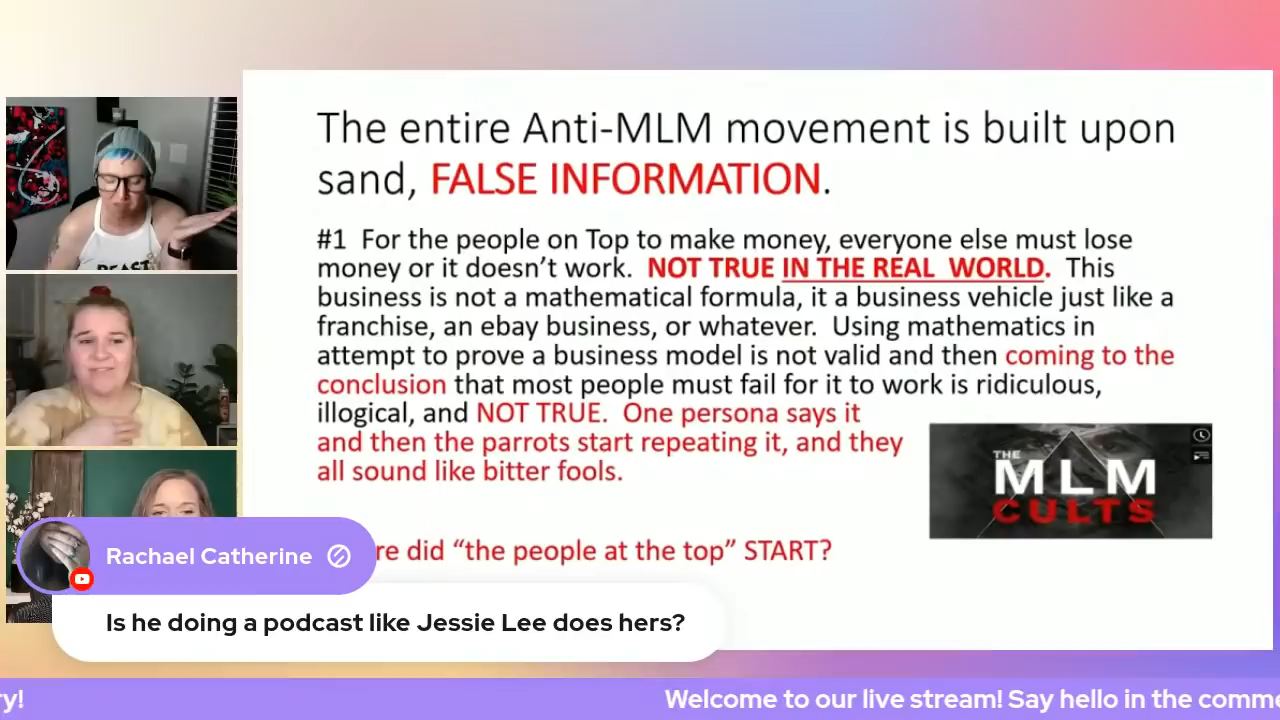 The entire Anti-MLM movement is built upon
sand, FALSE INFORMATION.
#1 For the people on Top to make money, everyone else must lose
money or it doesn't work. NOT TRUE IN THE REAL WORLD. This
business is not a mathematical formula, it a business vehicle just like a
franchise, an ebay business, or whatever. Using mathematics in
attempt to prove a business model is not valid and then coming to the
conclusion that most people must fail for it to work is ridiculous,
illogical, and NOT TRUE. One persona says it
and then the parrots start repeating it, and they
all sound like bitter fools.
THE
MLM
CULTS
re did “the people at the top” START?
Rachael Catherine
Is he doing a podcast like Jessie Lee does hers?
ry!
Welcome to our live stream! Say hello in the comme